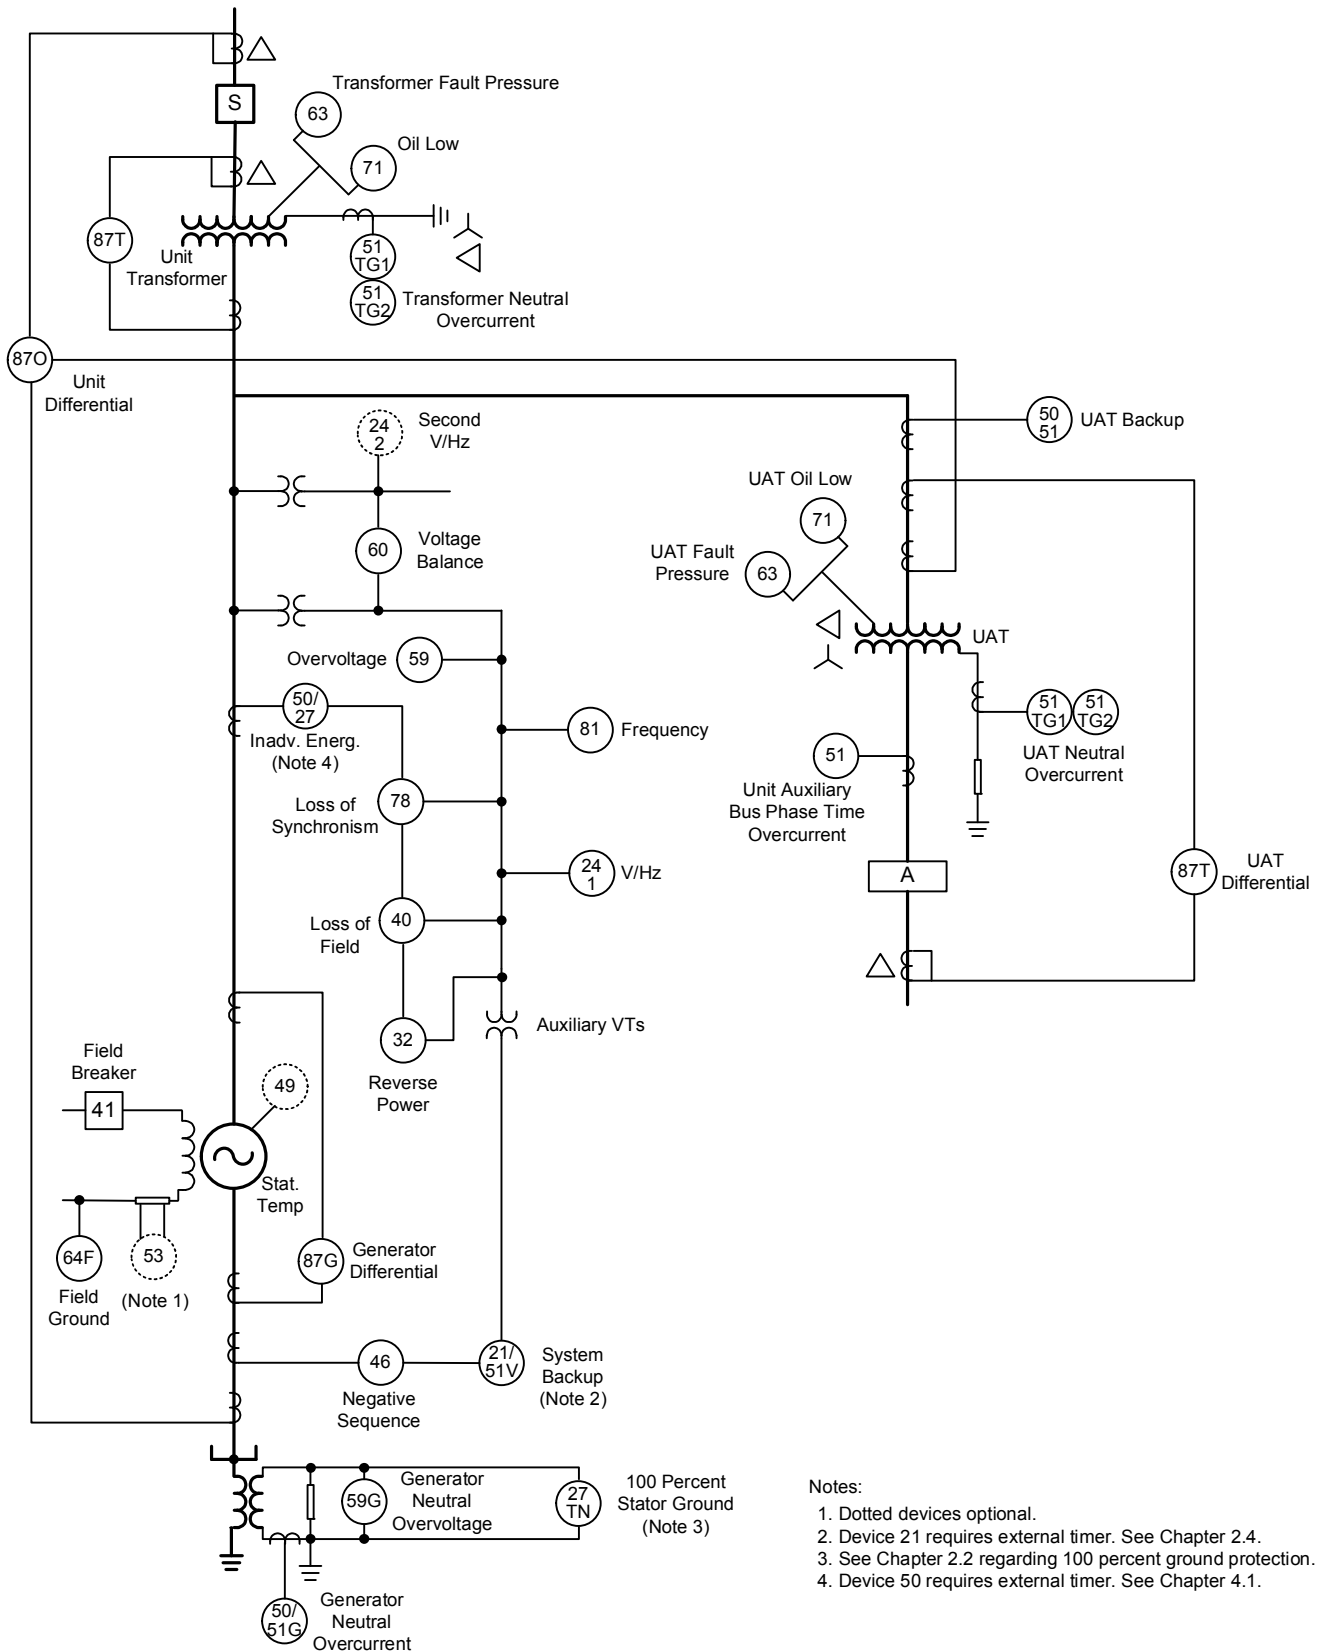 S
Transformer Fault Pressure
63
Oil Low
71
87T
Unit
Transformer
51
TG1
51
TG2
Transformer Neutral
Overcurrent
87O
Unit
Differential
24
2
Second
V/Hz
50
51
UAT Backup
60
Voltage
Balance
UAT Oil Low
71
UAT Fault
Pressure
63
UAT
Overvoltage
59
50/
27
Inadv. Energ.
(Note 4)
81
Frequency
51
TG1
51
TG2
UAT Neutral
Overcurrent
51
Unit Auxiliary
Bus Phase Time
Overcurrent
Loss of
Synchronism
78
24
1
V/Hz
A
87T
UAT
Differential
Loss of
Field
40
32
Reverse
Power
Auxiliary VTs
Field
Breaker
41
49
Stat.
Temp
64F
Field
Ground
53
(Note 1)
87G
Generator
Differential
46
Negative
Sequence
21/
51V
System
Backup
(Note 2)
59G
Generator
Neutral
Overvoltage
27
TN
100 Percent
Stator Ground
(Note 3)
50/
51G
Generator
Neutral
Overcurrent
Notes:
1. Dotted devices optional.
2. Device 21 requires external timer. See Chapter 2.4.
3. See Chapter 2.2 regarding 100 percent ground protection.
4. Device 50 requires external timer. See Chapter 4.1.